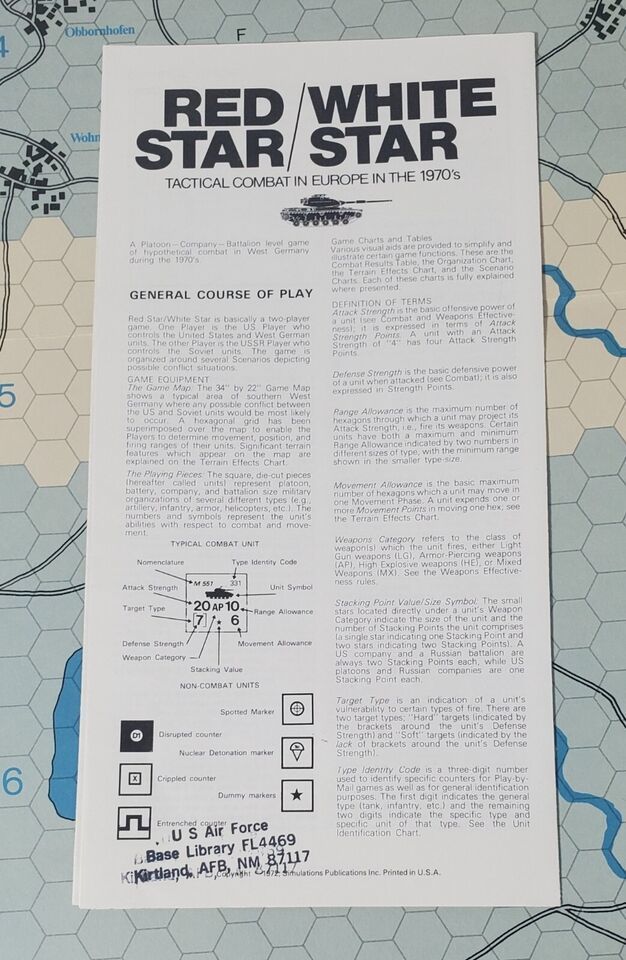 Obbornhofen
F
4
Wohn
5
6
RED / WHITE
STAR / STAR
TACTICAL COMBAT IN EUROPE IN THE 1970's
A Platoon—Company—Battalion level game
of hypothetical combat in West Germany
during the 1970's.
GENERAL COURSE OF PLAY
Red Star/White Star is basically a two-player
game. One Player is the US Player who
controls the United States and West German
units. The other Player is the USSR Player who
controls the Soviet units. The game is
organized around several Scenarios depicting
possible conflict situations.
GAME EQUIPMENT
The Game Map: The 34" by 22" Game Map
shows a typical area of southern West
Germany where any possible conflict between
the US and Soviet units would be most likely
to occur. A hexagonal grid has been
superimposed over the map to enable the
Players to determine movement, position, and
firing ranges of their units. Significant terrain
features which appear on the map are
explained on the Terrain Effects Chart.
The Playing Pieces: The square, die-cut pieces
(hereafter called units) represent platoon,
battery, company, and battalion size military
organizations of several different types (e.g.,
artillery, infantry, armor, helicopters, etc.). The
numbers and symbols represent the unit's
abilities with respect to combat and move-
ment.
TYPICAL COMBAT UNIT
Nomenclature
Type Identity Code
M 551 331
Attack Strength
Unit Symbol
20 AP 10
Target Type
Range Allowance
7 ★ 6
Defense Strength
Movement Allowance
Weapon Category
Stacking Value
NON-COMBAT UNITS
Spotted Marker
D1
Disrupted counter
Nuclear Detonation marker
X
Crippled counter
Dummy markers
Entrenched counter
U S Air Force
Base Library FL4469
Kirtland, AFB, NM 87117
Copyright © 1972, Simulations Publications Inc. Printed in U.S.A.
Game Charts and Tables
Various visual aids are provided to simplify and
illustrate certain game functions. These are the
Combat Results Table, the Organization Chart,
the Terrain Effects Chart, and the Scenario
Charts. Each of these charts is fully explained
where presented.
DEFINITION OF TERMS
Attack Strength is the basic offensive power of
a unit (see Combat and Weapons Effective-
ness); it is expressed in terms of Attack
Strength Points. A unit with an Attack
Strength of "4" has four Attack Strength
Points.
Defense Strength is the basic defensive power
of a unit when attacked (see Combat); it is also
expressed in Strength Points.
Range Allowance is the maximum number of
hexagons through which a unit may project its
Attack Strength; i.e., fire its weapons. Certain
units have both a maximum and minimum
Range Allowance indicated by two numbers in
different sizes of type, with the minimum range
shown in the smaller type-size.
Movement Allowance is the basic maximum
number of hexagons which a unit may move in
one Movement Phase. A unit expends one or
more Movement Points in moving one hex; see
the Terrain Effects Chart.
Weapons Category refers to the class of
weapon(s) which the unit fires, either Light
Gun weapons (LG), Armor-Piercing weapons
(AP), High Explosive weapons (HE), or Mixed
Weapons (MX). See the Weapons Effective-
ness rules.
Stacking Point Value/Size Symbol: The small
stars located directly under a unit's Weapon
Category indicate the size of the unit and the
number of Stacking Points the unit comprises
(a single star indicating one Stacking Point and
two stars indicating two Stacking Points). A
US company and a Russian battalion are
always two Stacking Points each, while US
platoons and Russian companies are one
Stacking Point each.
Target Type is an indication of a unit's
vulnerability to certain types of fire. There are
two target types; "Hard" targets (indicated by
the brackets around the unit's Defense
Strength) and "Soft" targets (indicated by the
lack of brackets around the unit's Defense
Strength).
Type Identity Code is a three-digit number
used to identify specific counters for Play-by-
Mail games as well as for general identification
purposes. The first digit indicates the general
type (tank, infantry, etc.) and the remaining
two digits indicate the specific type and
specific unit of that type. See the Unit
Identification Chart.